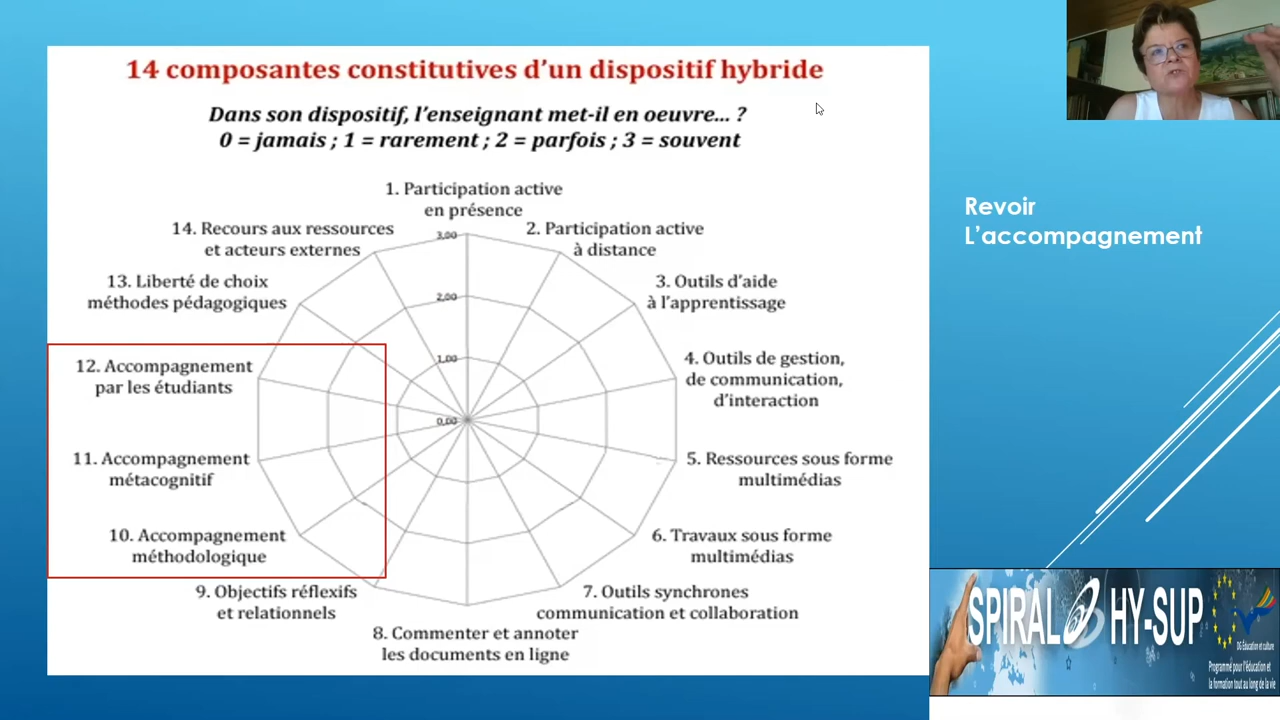 14 composantes constitutives d'un dispositif hybride
Dans son dispositif, l'enseignant met-il en oeuvre... ?
0 = jamais ; 1 = rarement ; 2 = parfois ; 3 = souvent
1. Participation active
en présence
2. Participation active
à distance
3. Outils d'aide
à l'apprentissage
4. Outils de gestion,
de communication,
d'interaction
5. Ressources sous forme
multimédias
6. Travaux sous forme
multimédias
7. Outils synchrones
communication et collaboration
8. Commenter et annoter
les documents en ligne
9. Objectifs réflexifs
et relationnels
10. Accompagnement
méthodologique
11. Accompagnement
métacognitif
12. Accompagnement
par les étudiants
13. Liberté de choix
méthodes pédagogiques
14. Recours aux ressources
et acteurs externes
3,00
2,00
1,00
0,00
Revoir
L'accompagnement
SPIRAL HY-SUP
DG Éducation et culture
Programme pour l'éducation et
la formation tout au long de la vie